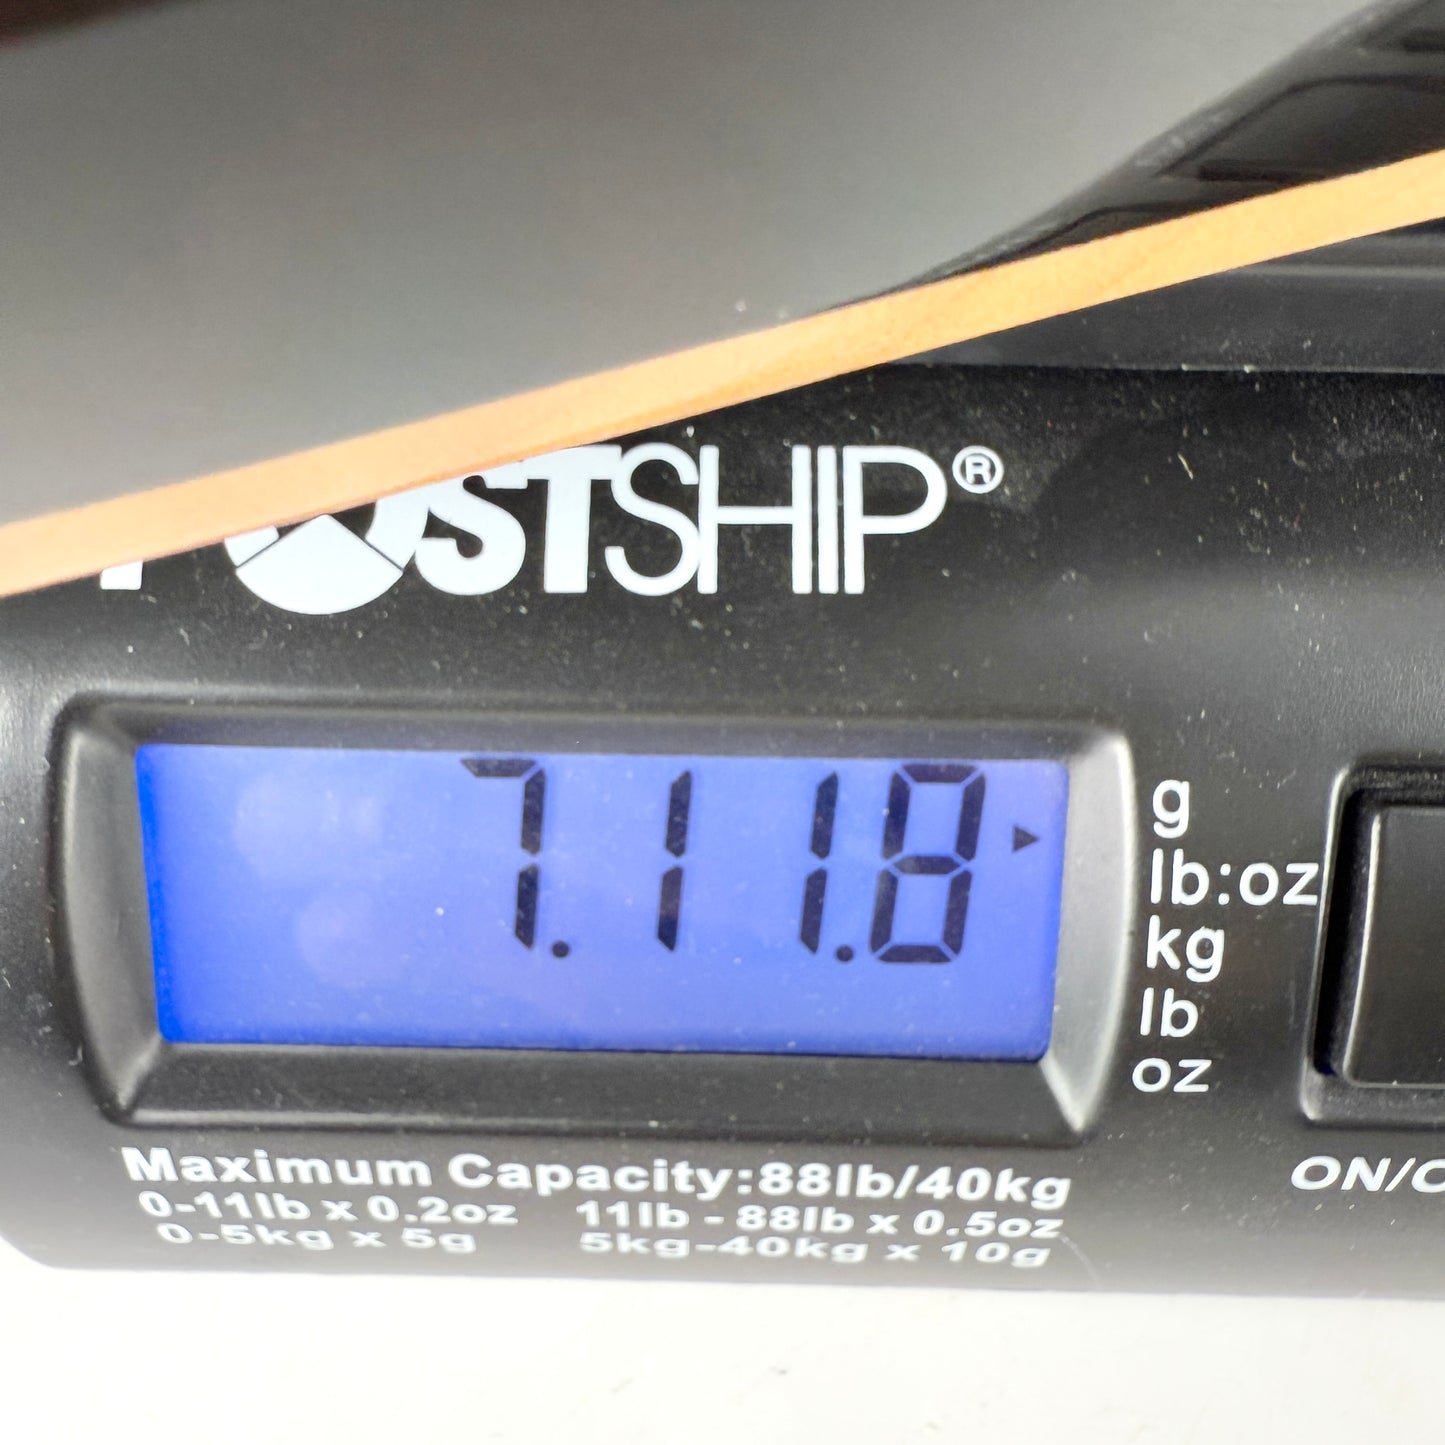 POSTSHIP®
7.11.8
g
lb:oz
kg
lb
oz
Maximum Capacity:88lb/40kg
0-11lb x 0.2oz 11lb - 88lb x 0.5oz
0-5kg x 5g 5kg-40kg x 10g
ON/O